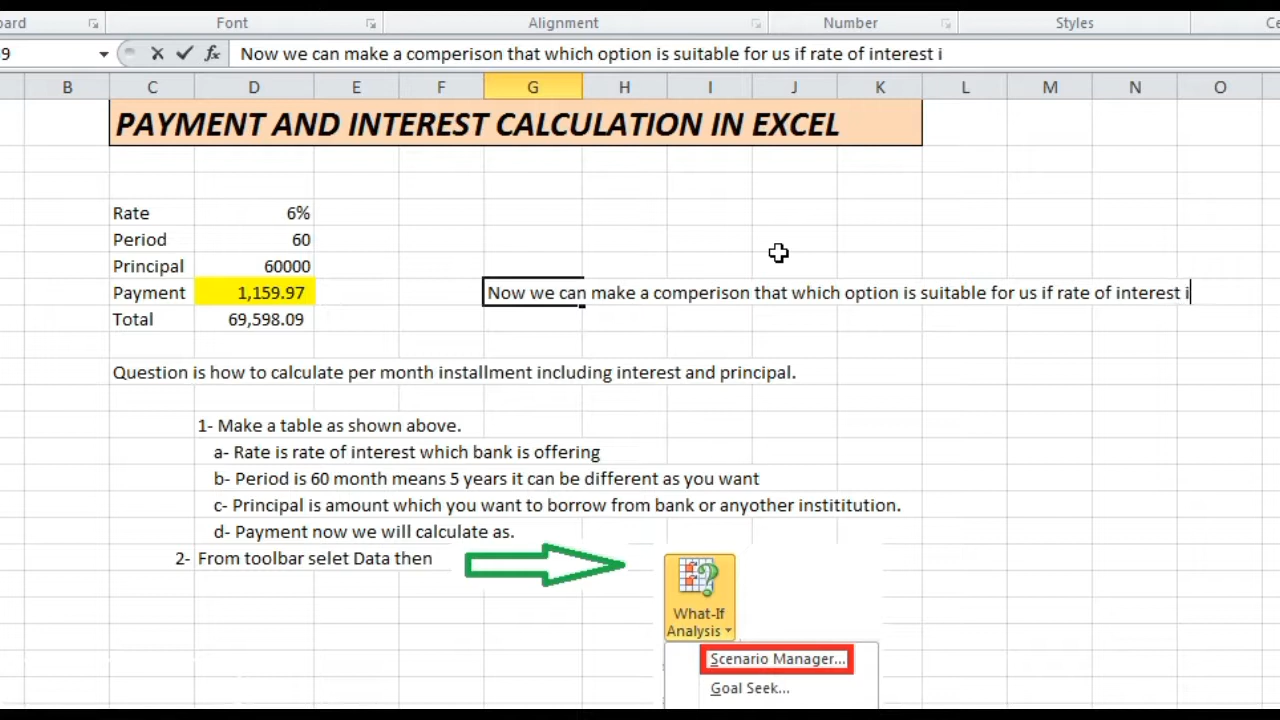 Font Alignment Number Styles
9 fx Now we can make a comperison that which option is suitable for us if rate of interest i
B C D E F G H I J K L M N O
PAYMENT AND INTEREST CALCULATION IN EXCEL
Rate 6%
Period 60
Principal 60000
Payment 1,159.97 Now we can make a comperison that which option is suitable for us if rate of interest i
Total 69,598.09
Question is how to calculate per month installment including interest and principal.
1- Make a table as shown above.
a- Rate is rate of interest which bank is offering
b- Period is 60 month means 5 years it can be different as you want
c- Principal is amount which you want to borrow from bank or anyother instititution.
d- Payment now we will calculate as.
2- From toolbar selet Data then
What-If
Analysis
Scenario Manager...
Goal Seek...